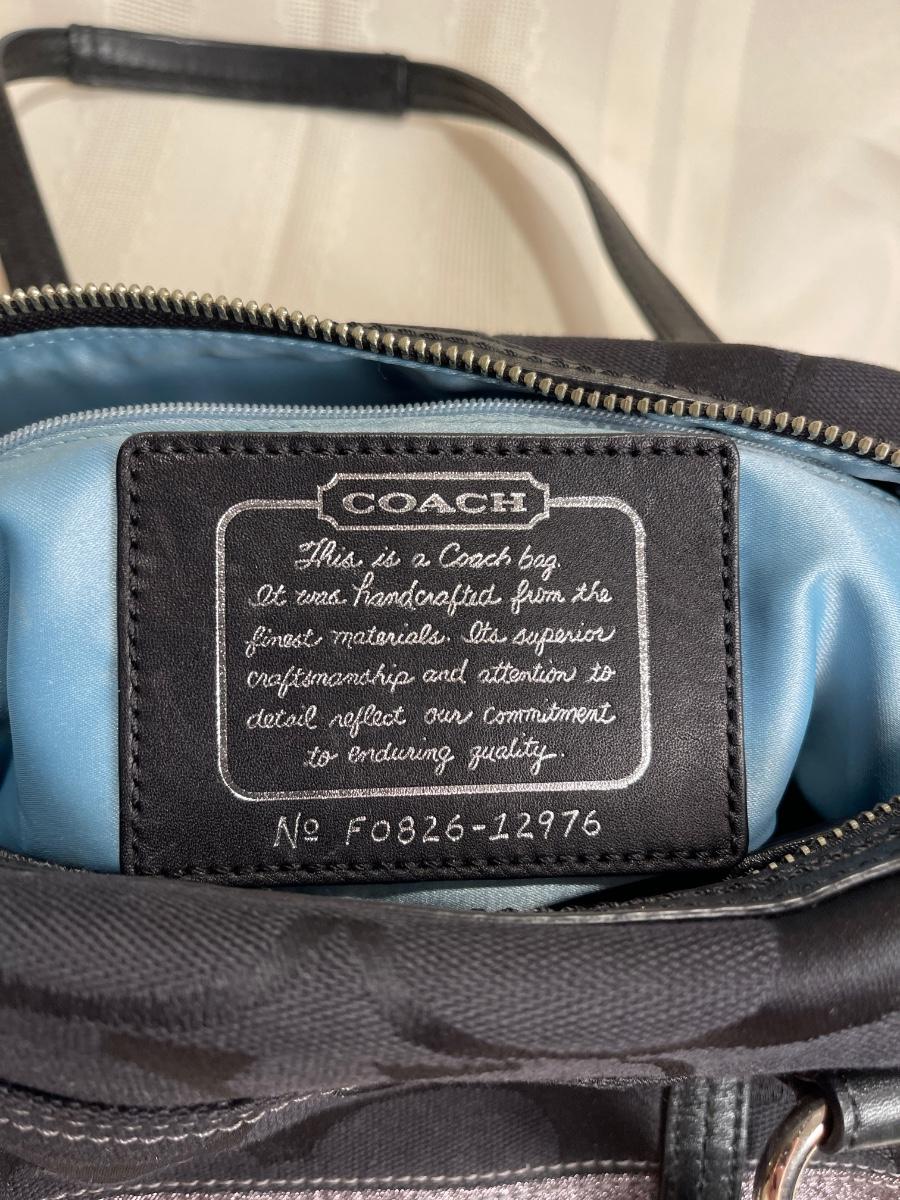 COACH
This is a Coach bag.
It was handcrafted from the
finest materials. Its superior
craftsmanship and attention to
detail reflect our commitment
to enduring quality.
Nº F0826-12976